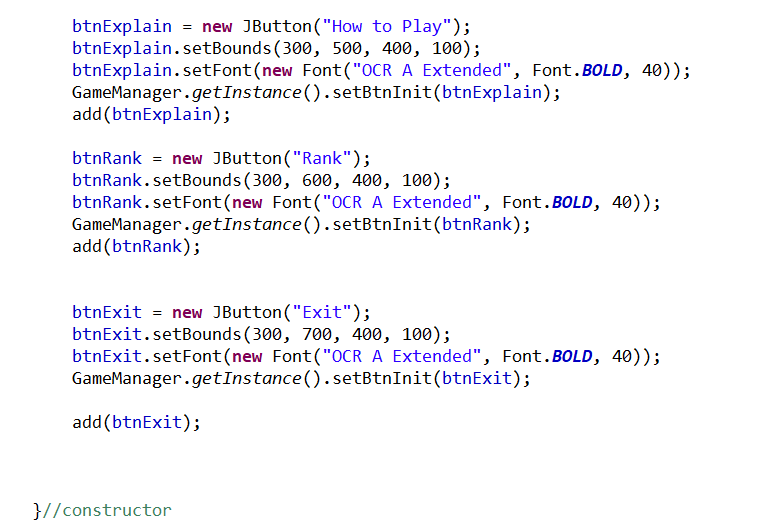 btnExplain = new JButton("How to Play");
btnExplain.setBounds(300, 500, 400, 100);
btnExplain.setFont(new Font("OCR A Extended", Font.BOLD, 40));
GameManager.getInstance().setBtnInit(btnExplain);
add(btnExplain);
btnRank = new JButton("Rank");
btnRank.setBounds(300, 600, 400, 100);
btnRank.setFont(new Font("OCR A Extended", Font.BOLD, 40));
GameManager.getInstance().setBtnInit(btnRank);
add(btnRank);
btnExit = new JButton("Exit");
btnExit.setBounds(300, 700, 400, 100);
btnExit.setFont(new Font("OCR A Extended", Font.BOLD, 40));
GameManager.getInstance().setBtnInit(btnExit);
add(btnExit);
}//constructor